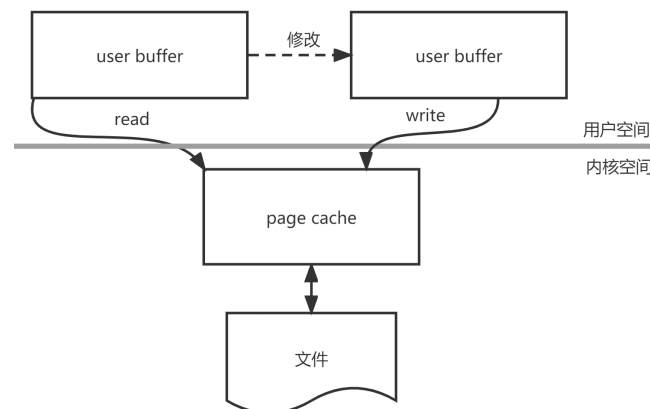 user buffer
修改
user buffer
read
write
用户空间
内核空间
page cache
文件